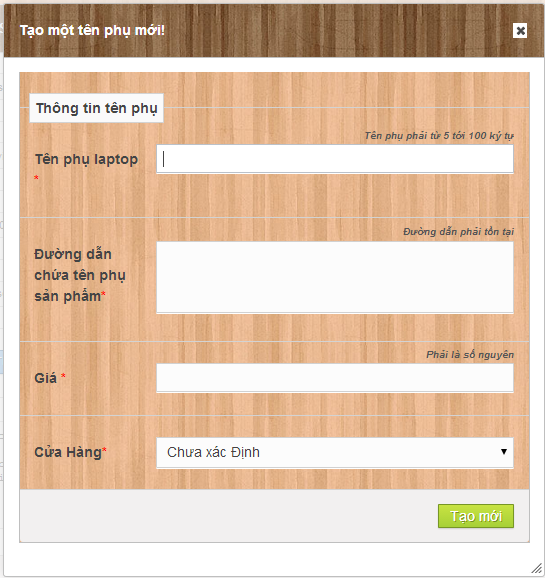 Tạo một tên phụ mới!
Thông tin tên phụ
Tên phụ phải từ 5 tới 100 ký tự
Tên phụ laptop
*
Đường dẫn phải tồn tại
Đường dẫn
chứa tên phụ
sản phẩm*
Phải là số nguyên
Giá *
Cửa Hàng*
Chưa xác Định
Tạo mới